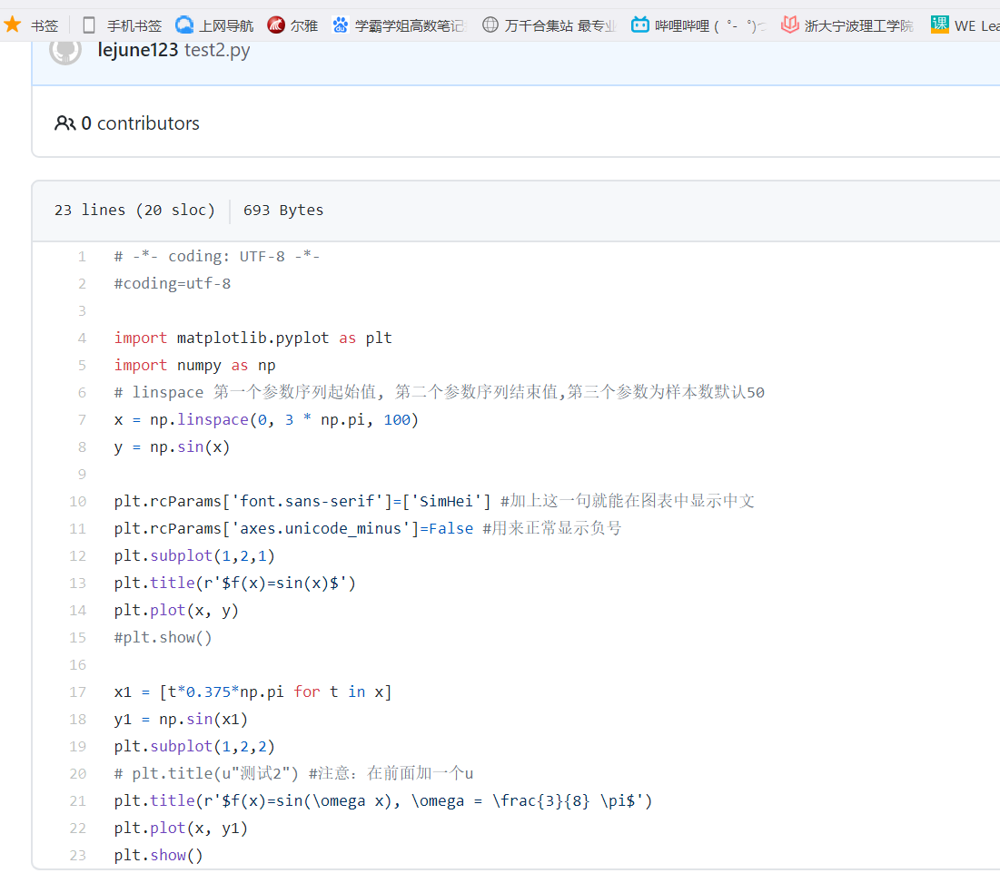 书签 手机书签 上网导航 尔雅 学霸学姐高数笔记 万千合集站 最专业 哔哩哔哩 ( ゜- ゜)つ 浙大宁波理工学院 WE Lea
lejune123 test2.py
0 contributors
23 lines (20 sloc) 693 Bytes
1 # -*- coding: UTF-8 -*-
2 #coding=utf-8
3
4 import matplotlib.pyplot as plt
5 import numpy as np
6 # linspace 第一个参数序列起始值, 第二个参数序列结束值,第三个参数为样本数默认50
7 x = np.linspace(0, 3 * np.pi, 100)
8 y = np.sin(x)
9
10 plt.rcParams['font.sans-serif']=['SimHei'] #加上这一句就能在图表中显示中文
11 plt.rcParams['axes.unicode_minus']=False #用来正常显示负号
12 plt.subplot(1,2,1)
13 plt.title(r'$f(x)=sin(x)$')
14 plt.plot(x, y)
15 #plt.show()
16
17 x1 = [t*0.375*np.pi for t in x]
18 y1 = np.sin(x1)
19 plt.subplot(1,2,2)
20 # plt.title(u"测试2") #注意：在前面加一个u
21 plt.title(r'$f(x)=sin(\omega x), \omega = \frac{3}{8} \pi$')
22 plt.plot(x, y1)
23 plt.show()